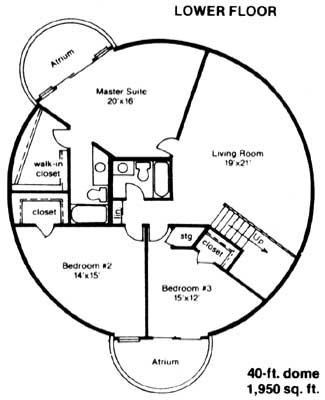 LOWER FLOOR
Atrium
Master Suite
20'x16'
Living Room
19'x21'
walk-in
closet
closet
lin
stg
closet
Up
Bedroom #2
14'x15'
Bedroom #3
15'x12'
Atrium
40-ft. dome
1,950 sq. ft.